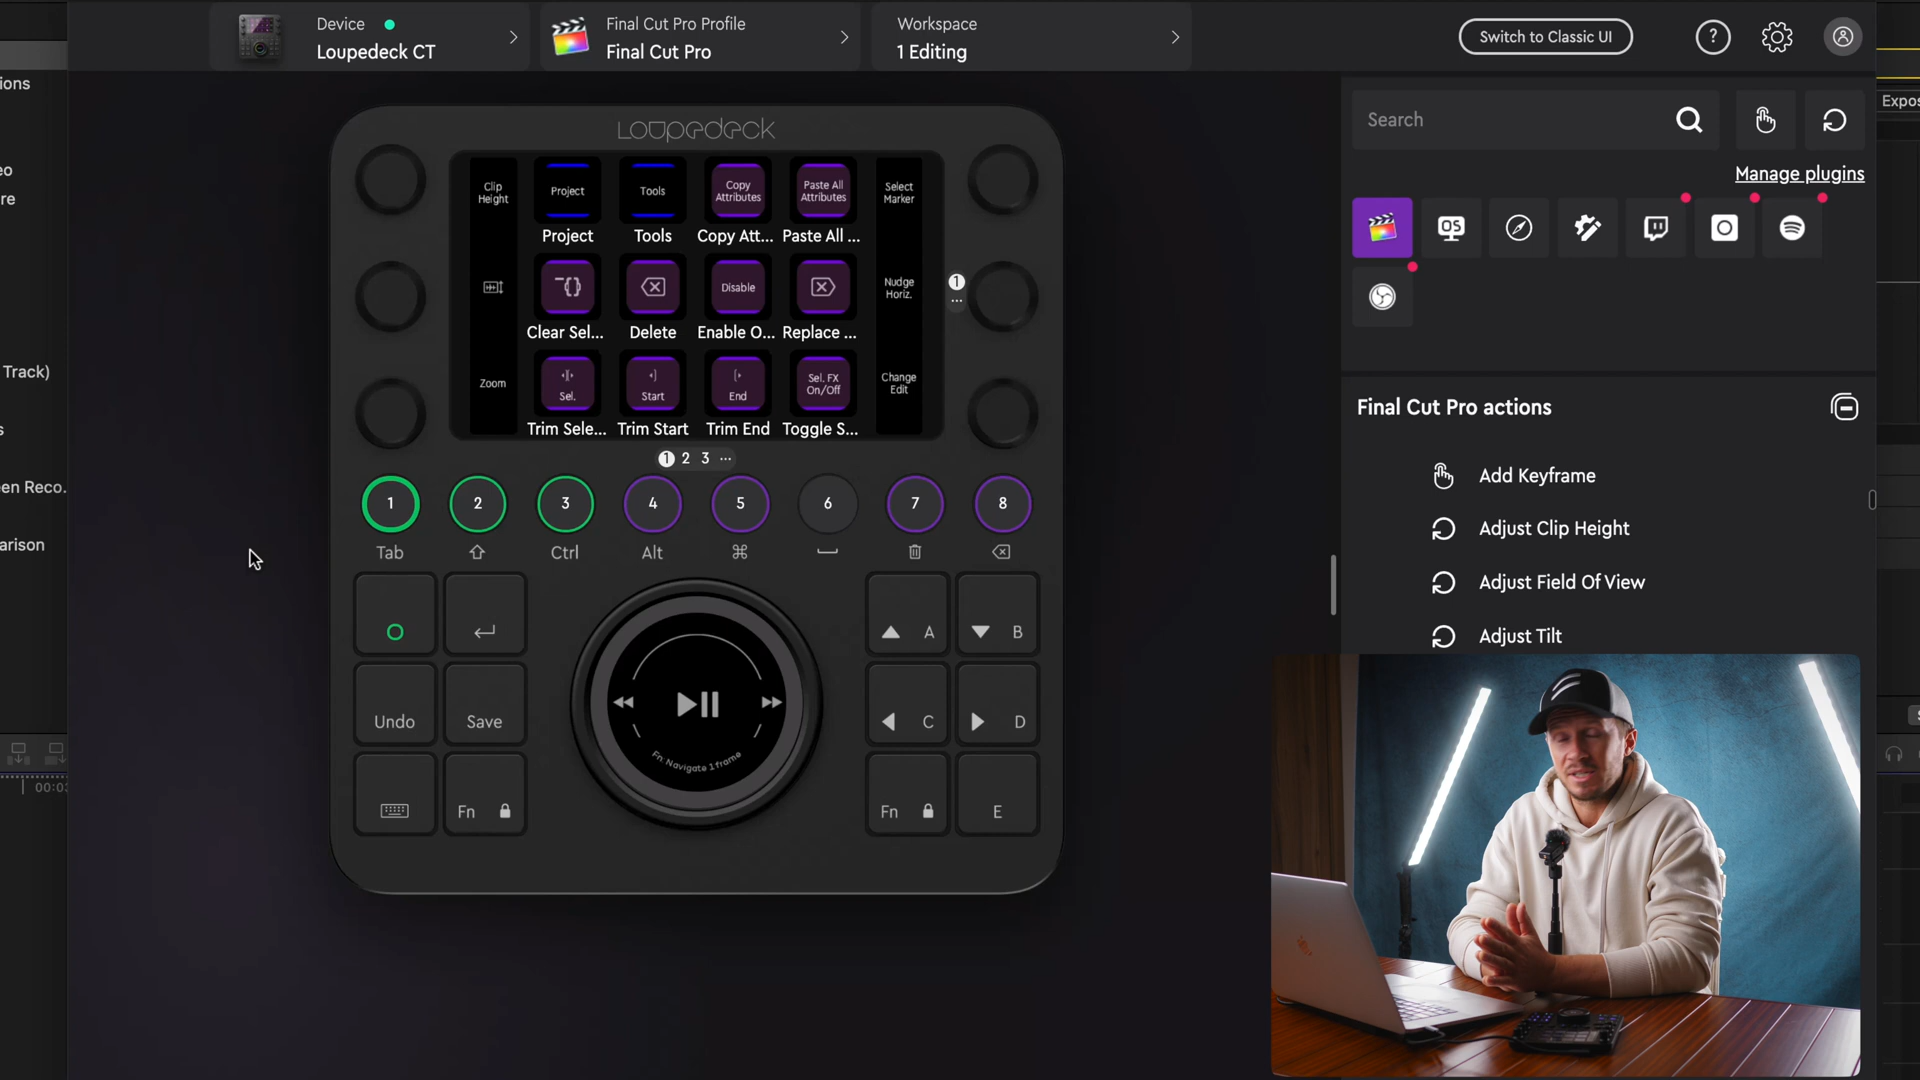 Device
Loupedeck CT
Final Cut Pro Profile
Final Cut Pro
Workspace
1 Editing
Switch to Classic UI
?
ions
eo
re
Track)
s
een Reco.
arison
00:0
Expos
Loupedeck
Clip
Height
Project
Tools
Copy
Attributes
Paste All
Attributes
Select
Marker
Project
Tools
Copy Att...
Paste All ...
Disable
Nudge
Horiz.
1
...
Clear Sel...
Delete
Enable O...
Replace ...
Zoom
Sel.
Start
End
Sel. FX
On/Off
Change
Edit
Trim Sele...
Trim Start
Trim End
Toggle S...
1 2 3 ...
1
2
3
4
5
6
7
8
Tab
Ctrl
Alt
⌘
A
B
Undo
Save
C
D
Fn: Navigate 1 frame
Fn
Fn
E
Search
Manage plugins
OS
Final Cut Pro actions
Add Keyframe
Adjust Clip Height
Adjust Field Of View
Adjust Tilt